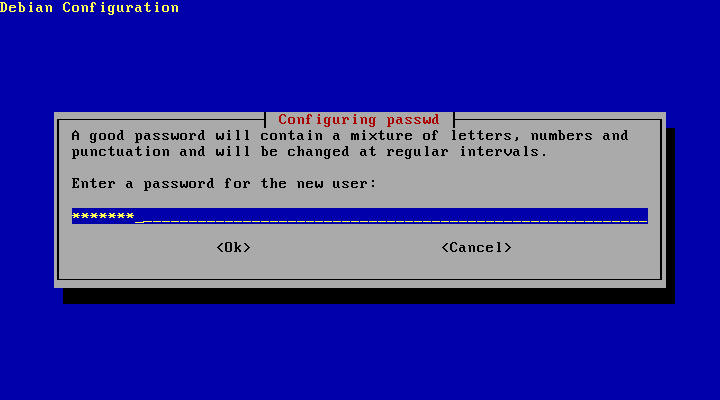 Debian Configuration
Configuring passwd
A good password will contain a mixture of letters, numbers and
punctuation and will be changed at regular intervals.
Enter a password for the new user:
*******_______________________________________________________
<Ok> <Cancel>